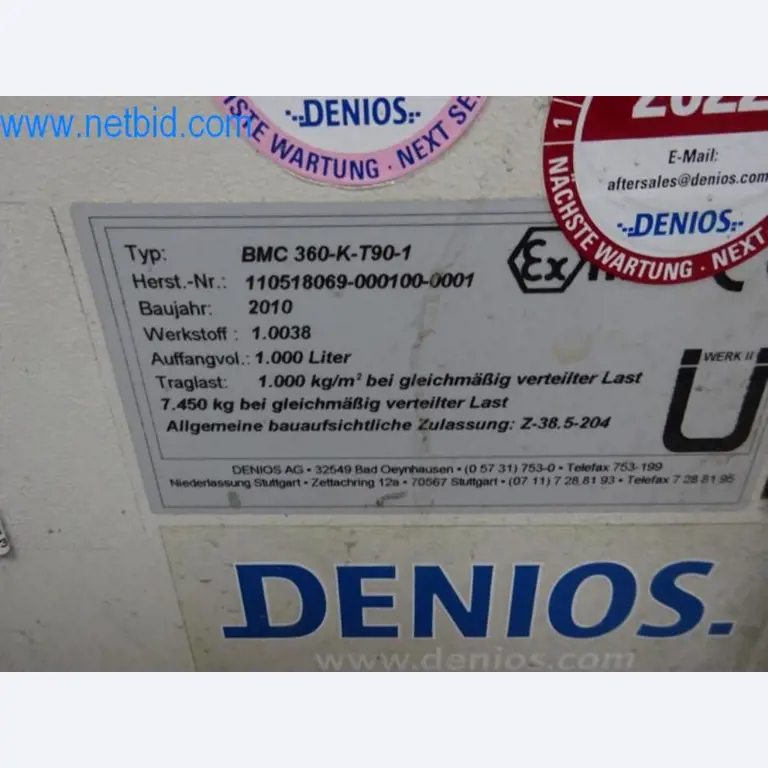 www.netbid.com
·DENIOS·
WARTUNG · NEXT
2022
1
E-Mail:
aftersales@denios.com
·DENIOS·
NÄCHSTE WARTUNG · NEXT
Typ: BMC 360-K-T90-1
Herst.-Nr.: 110518069-000100-0001
Baujahr: 2010
Werkstoff : 1.0038
Auffangvol.: 1.000 Liter
Traglast: 1.000 kg/m² bei gleichmäßig verteilter Last
7.450 kg bei gleichmäßig verteilter Last
Allgemeine bauaufsichtliche Zulassung: Z-38.5-204
Ex
WERK II
Ü
DENIOS AG • 32549 Bad Oeynhausen • (0 57 31) 753-0 • Telefax 753-199
Niederlassung Stuttgart • Zettachring 12a • 70567 Stuttgart • (07 11) 7 28 81 93 • Telefax 7 28 81 95
DENIOS.
www.denios.com